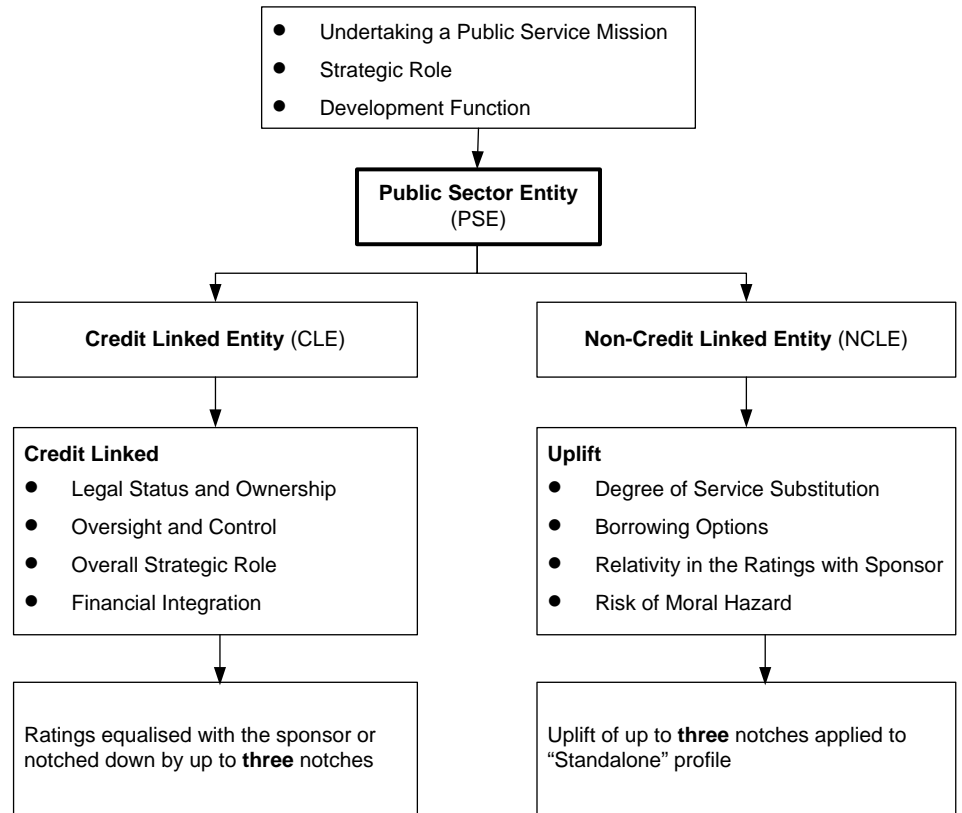 ● Undertaking a Public Service Mission
● Strategic Role
● Development Function
Public Sector Entity
(PSE)
Credit Linked Entity (CLE)
Non-Credit Linked Entity (NCLE)
Credit Linked
● Legal Status and Ownership
● Oversight and Control
● Overall Strategic Role
● Financial Integration
Uplift
● Degree of Service Substitution
● Borrowing Options
● Relativity in the Ratings with Sponsor
● Risk of Moral Hazard
Ratings equalised with the sponsor or
notched down by up to three notches
Uplift of up to three notches applied to
“Standalone” profile